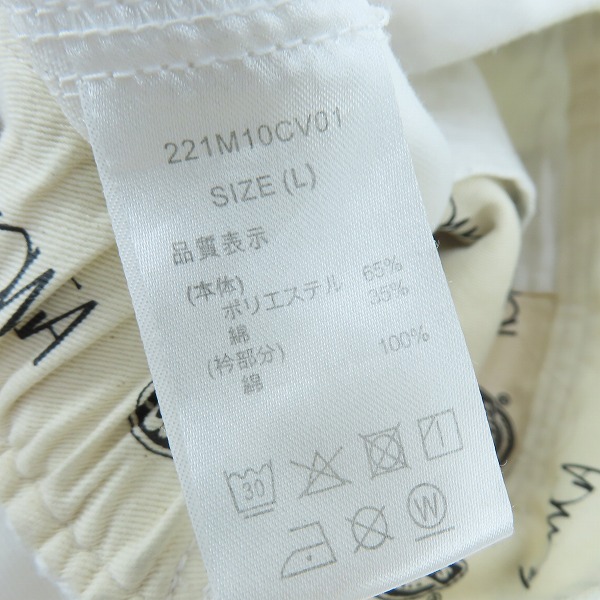 221M10CV01
SIZE (L)
品質表示
(本体)
ポリエステル 65%
綿 35%
(衿部分)
綿 100%
30
W